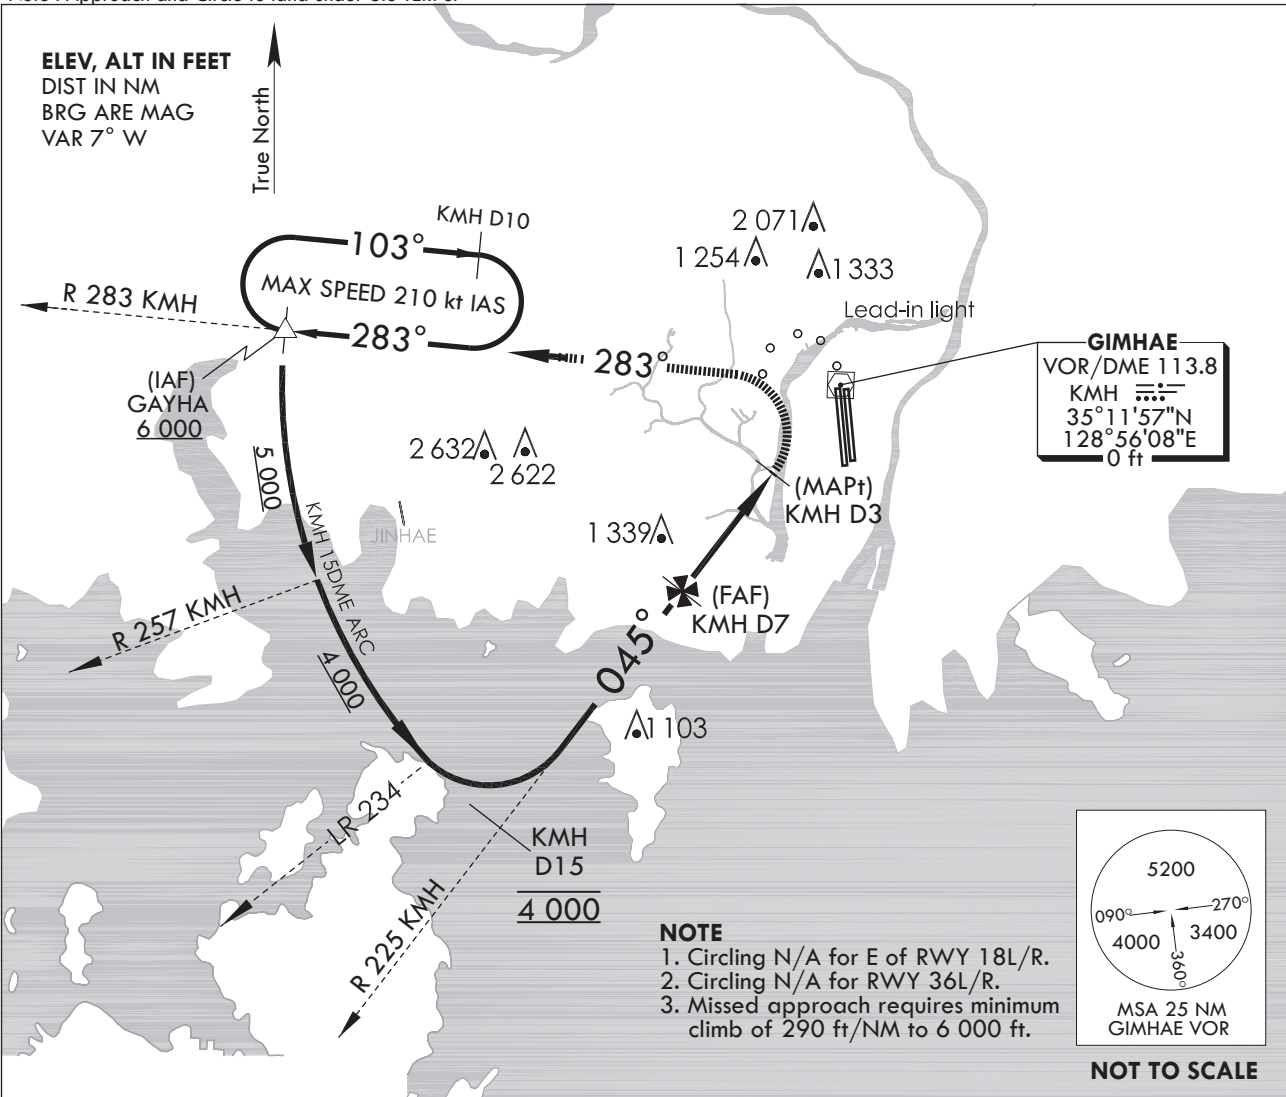 ELEV, ALT IN FEET
DIST IN NM
BRG ARE MAG
VAR 7° W
True North
KMH D10
103°
MAX SPEED 210 kt IAS
283°
R 283 KMH
(IAF)
GAYHA
6 000
5 000
KMH 15DME ARC
4 000
R 257 KMH
LR 234
R 225 KMH
KMH
D15
4 000
045°
(FAF)
KMH D7
(MAPt)
KMH D3
283°
2 071
1 254
1 333
Lead-in light
2 632
2 622
1 339
1 103
JINHAE
GIMHAE
VOR/DME 113.8
KMH
35°11'57"N
128°56'08"E
0 ft
NOTE
1. Circling N/A for E of RWY 18L/R.
2. Circling N/A for RWY 36L/R.
3. Missed approach requires minimum
climb of 290 ft/NM to 6 000 ft.
5200
090°
270°
4000
3400
360°
MSA 25 NM
GIMHAE VOR
NOT TO SCALE